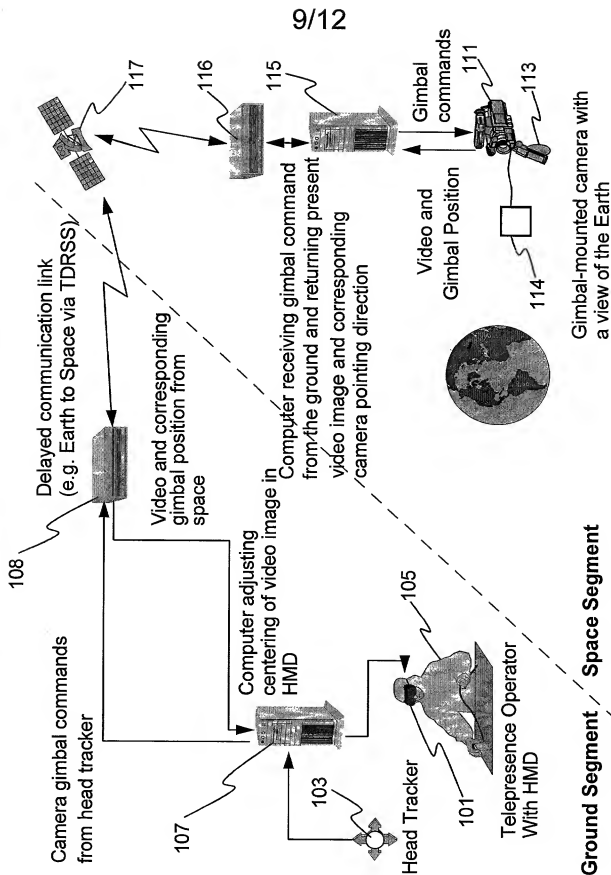 9/12
Camera gimbal commands
from head tracker
108
Delayed communication link
(e.g. Earth to Space via TDRSS)
117
Video and corresponding
gimbal position from
space
116
107
Computer adjusting
centering of video image in
HMD
Computer receiving gimbal command
from the ground and returning present
video image and corresponding
camera pointing direction
115
103
Head Tracker
101
105
Telepresence Operator
With HMD
Video and
Gimbal Position
Gimbal
commands
111
113
114
Gimbal-mounted camera with
a view of the Earth
Ground Segment
Space Segment